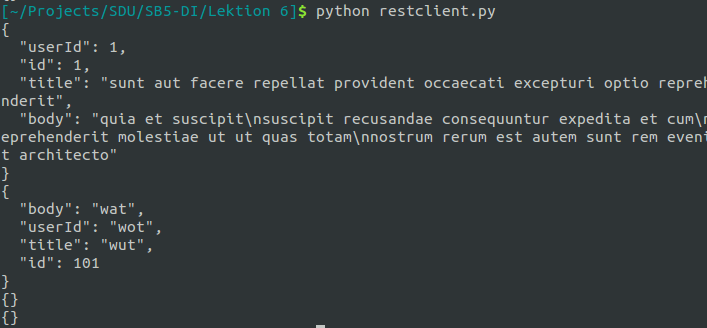 [~/Projects/SDU/SB5-DI/Lektion 6]$ python restclient.py
{
  "userId": 1,
  "id": 1,
  "title": "sunt aut facere repellat provident occaecati excepturi optio repreh
nderit",
  "body": "quia et suscipit\nsuscipit recusandae consequuntur expedita et cum\n
eprehenderit molestiae ut ut quas totam\nnostrum rerum est autem sunt rem eveni
t architecto"
}
{
  "body": "wat",
  "userId": "wot",
  "title": "wut",
  "id": 101
}
{}
{}